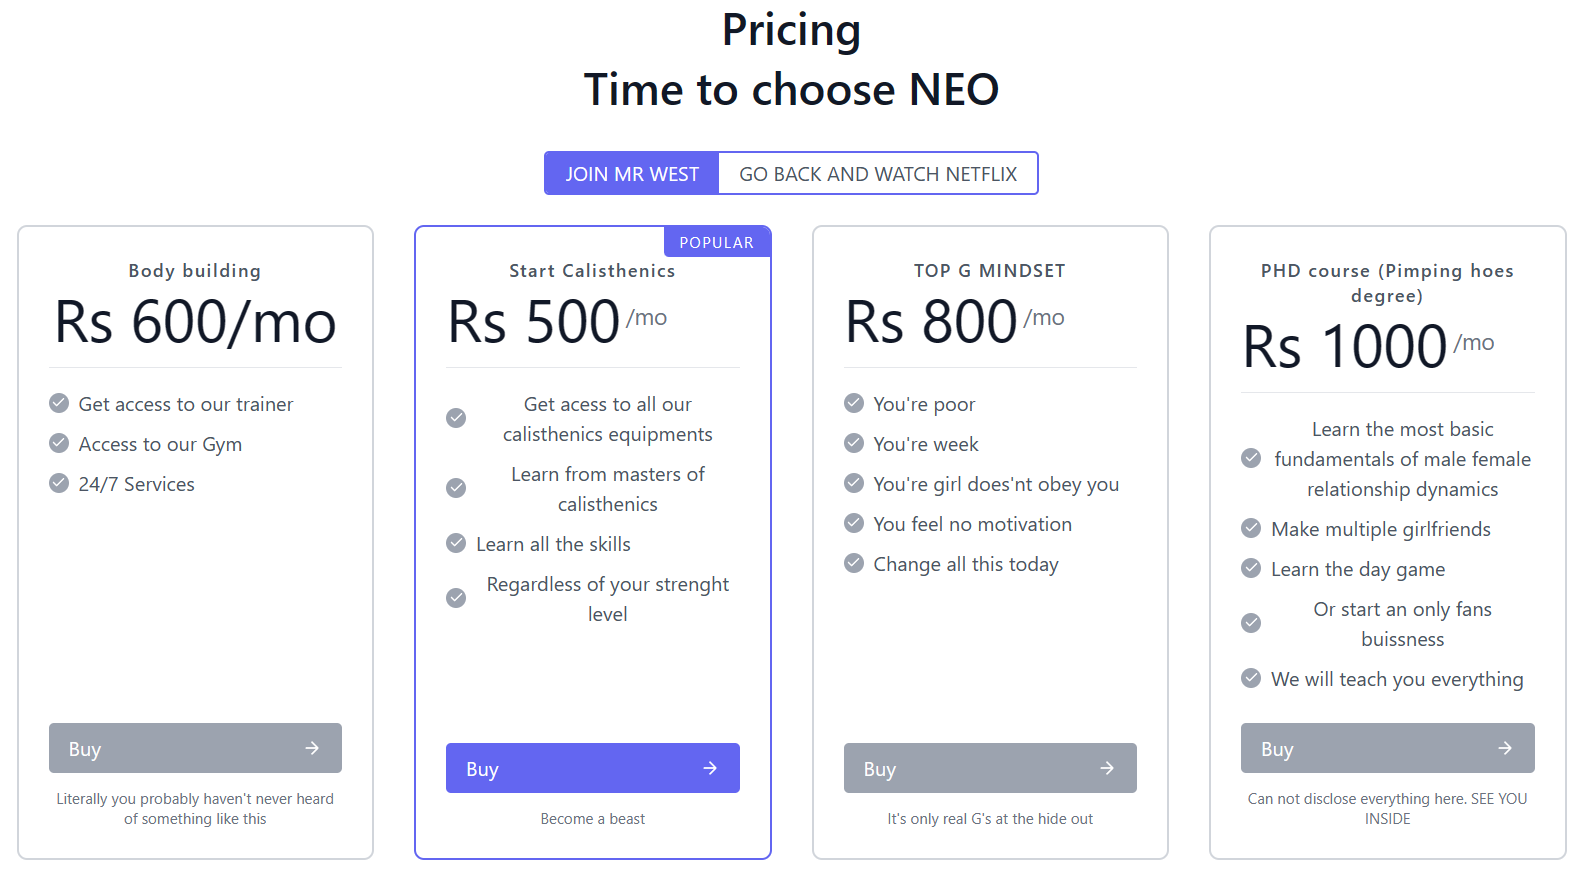 Pricing
Time to choose NEO
JOIN MR WEST
GO BACK AND WATCH NETFLIX
Body building
Rs 600/mo
Get access to our trainer
Access to our Gym
24/7 Services
Buy
Literally you probably haven't never heard
of something like this
POPULAR
Start Calisthenics
Rs 500 /mo
Get acess to all our
calisthenics equipments
Learn from masters of
calisthenics
Learn all the skills
Regardless of your strenght
level
Buy
Become a beast
TOP G MINDSET
Rs 800 /mo
You're poor
You're week
You're girl does'nt obey you
You feel no motivation
Change all this today
Buy
It's only real G's at the hide out
PHD course (Pimping hoes
degree)
Rs 1000 /mo
Learn the most basic
fundamentals of male female
relationship dynamics
Make multiple girlfriends
Learn the day game
Or start an only fans
buissness
We will teach you everything
Buy
Can not disclose everything here. SEE YOU
INSIDE